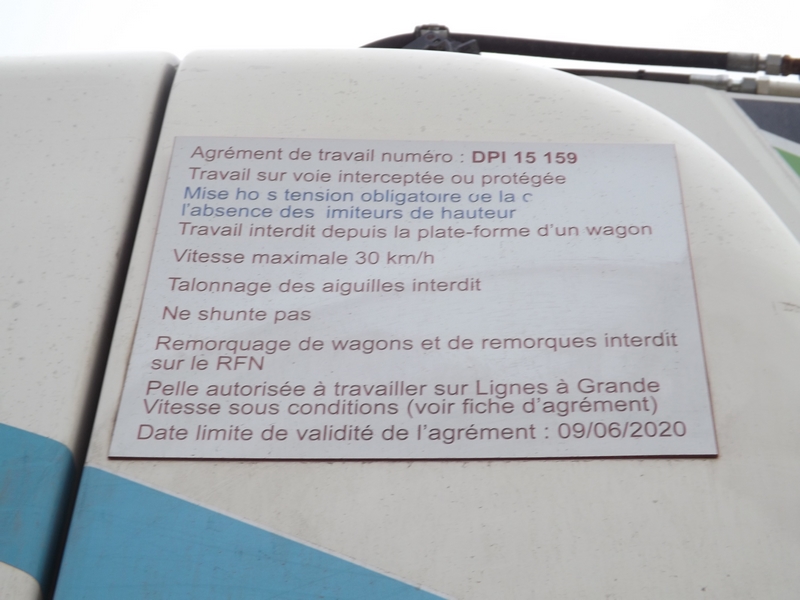 Agrément de travail numéro : DPI 15 159
Travail sur voie interceptée ou protégée
Mise ho s tension obligatoire de la c
l'absence des imiteurs de hauteur
Travail interdit depuis la plate-forme d'un wagon
Vitesse maximale 30 km/h
Talonnage des aiguilles interdit
Ne shunte pas
Remorquage de wagons et de remorques interdit
sur le RFN
Pelle autorisée à travailler sur Lignes à Grande
Vitesse sous conditions (voir fiche d'agrément)
Date limite de validité de l'agrément : 09/06/2020